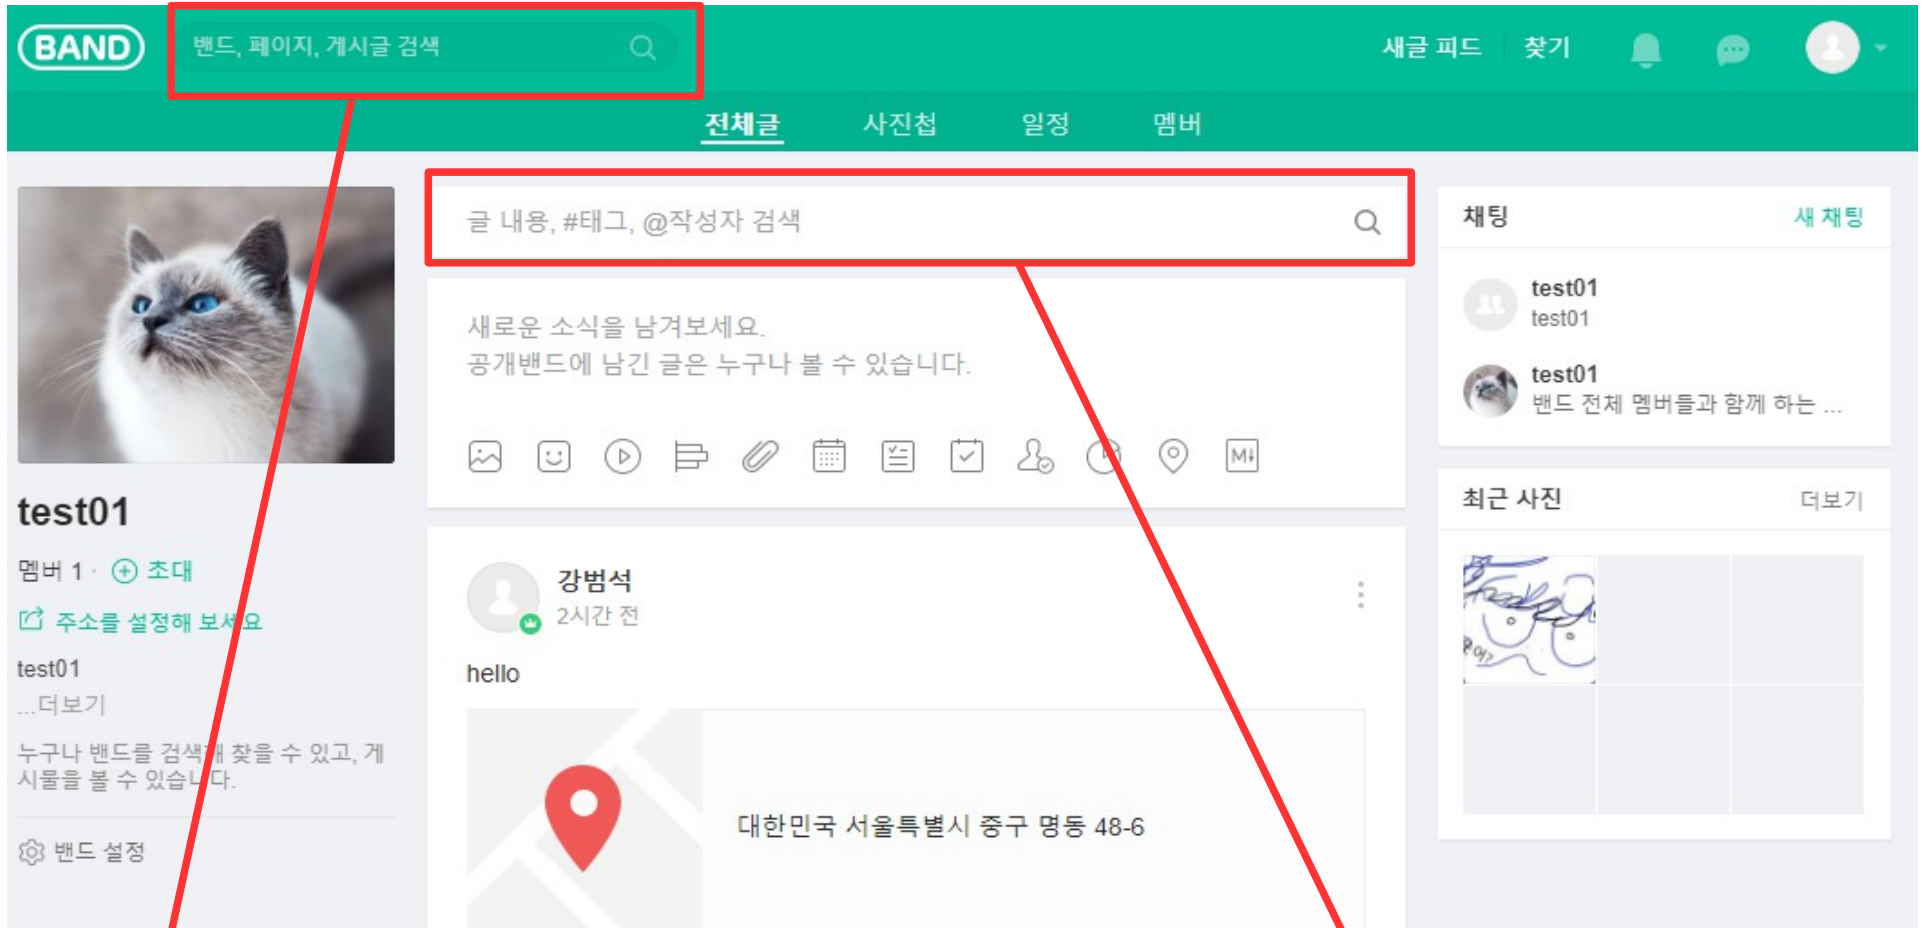 BAND
밴드, 페이지, 게시글 검색
새글 피드
찾기
전체글
사진첩
일정
멤버
test01
멤버 1 · 초대
주소를 설정해 보세요
test01
...더보기
누구나 밴드를 검색해 찾을 수 있고, 게
시물을 볼 수 있습니다.
밴드 설정
글 내용, #태그, @작성자 검색
새로운 소식을 남겨보세요.
공개밴드에 남긴 글은 누구나 볼 수 있습니다.
강범석
2시간 전
hello
대한민국 서울특별시 중구 명동 48-6
채팅
새 채팅
test01
test01
test01
밴드 전체 멤버들과 함께 하는 ...
최근 사진
더보기